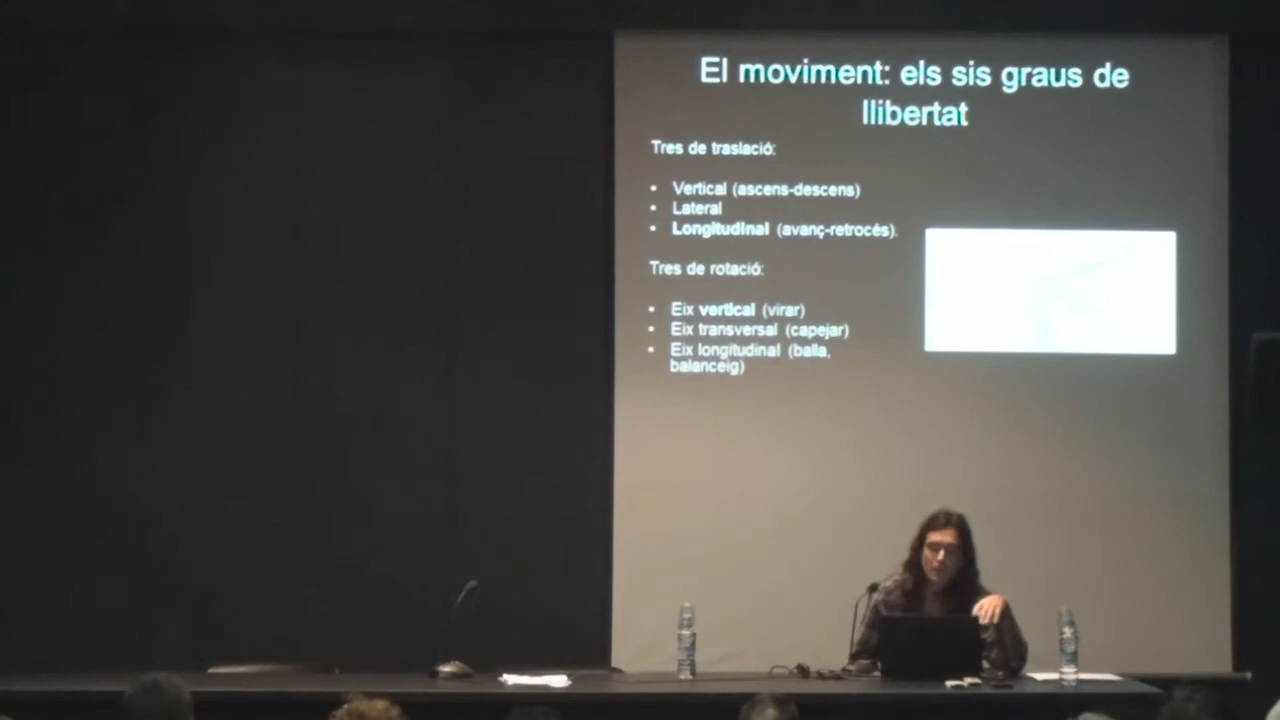 El moviment: els sis graus de
llibertat
Tres de traslació:
• Vertical (ascens-descens)
• Lateral
• Longitudinal (avanç-retrocés).
Tres de rotació:
• Eix vertical (virar)
• Eix transversal (capejar)
• Eix longitudinal (balla,
balanceig)